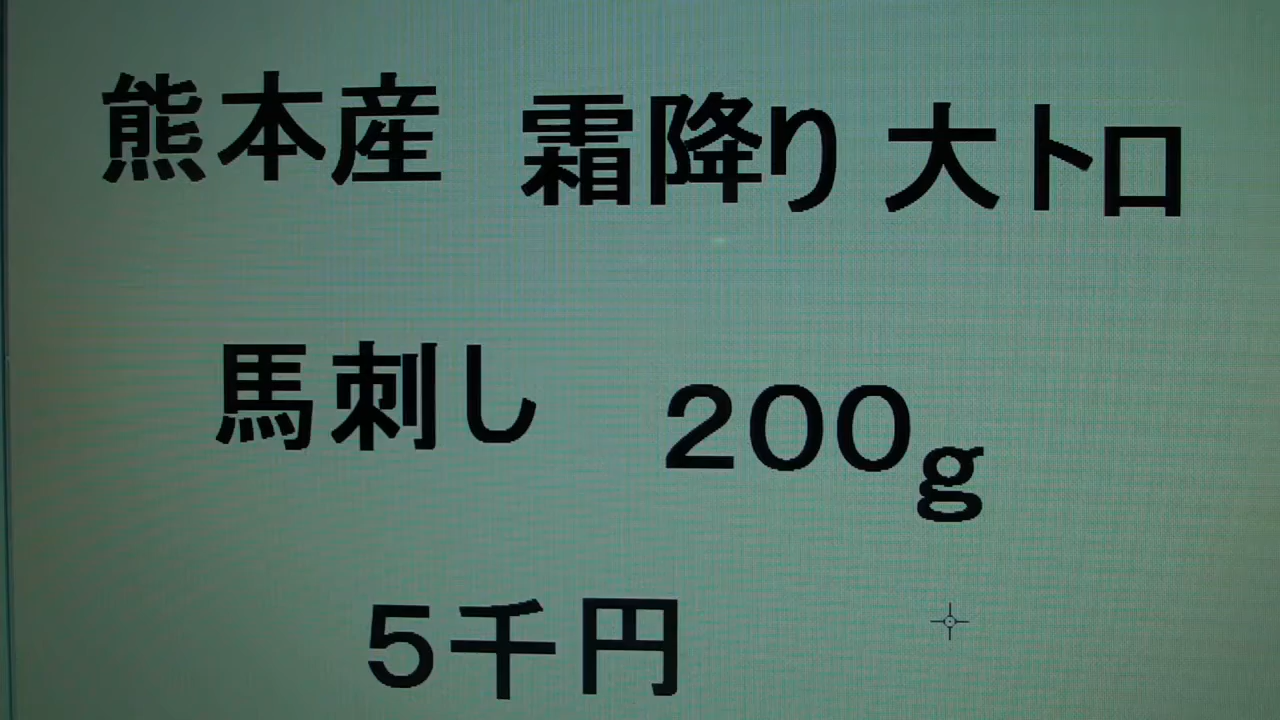 熊本産 霜降り 大トロ
馬刺し 200g
5千円